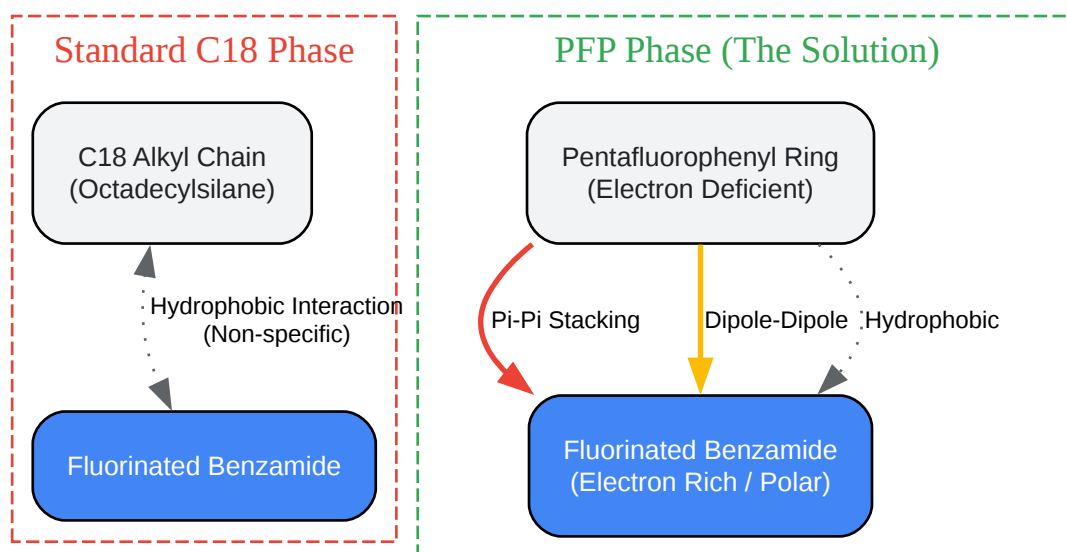 Standard C18 Phase
C18 Alkyl Chain
(Octadecylsilane)
Hydrophobic Interaction
(Non-specific)
Fluorinated Benzamide
PFP Phase (The Solution)
Pentafluorophenyl Ring
(Electron Deficient)
Pi-Pi Stacking
Dipole-Dipole
Hydrophobic
Fluorinated Benzamide
(Electron Rich / Polar)